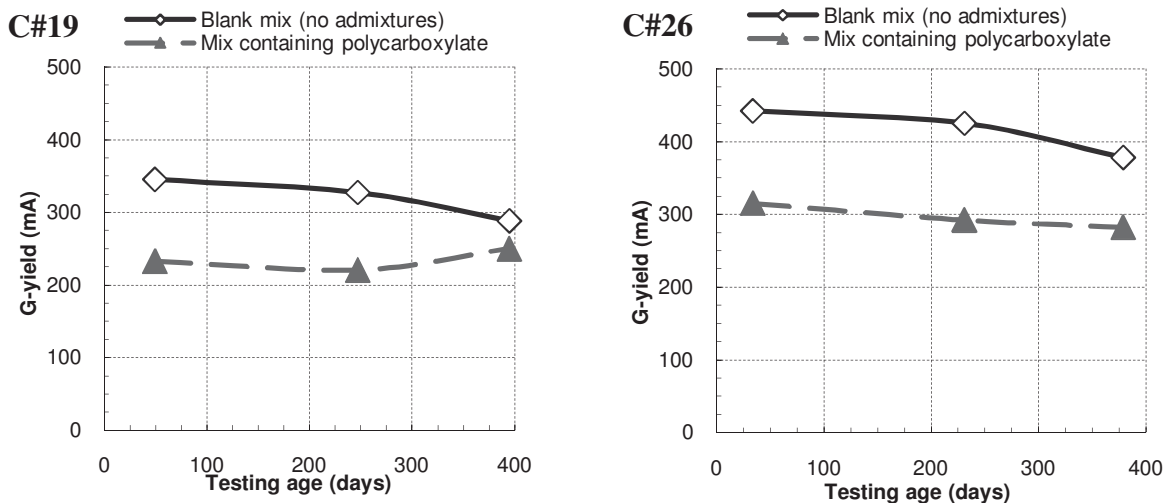 C#19
Blank mix (no admixtures)
Mix containing polycarboxylate
500
400
300
200
100
0
G-yield (mA)
0 100 200 300 400
Testing age (days)
C#26
Blank mix (no admixtures)
Mix containing polycarboxylate
500
400
300
200
100
0
G-yield (mA)
0 100 200 300 400
Testing age (days)